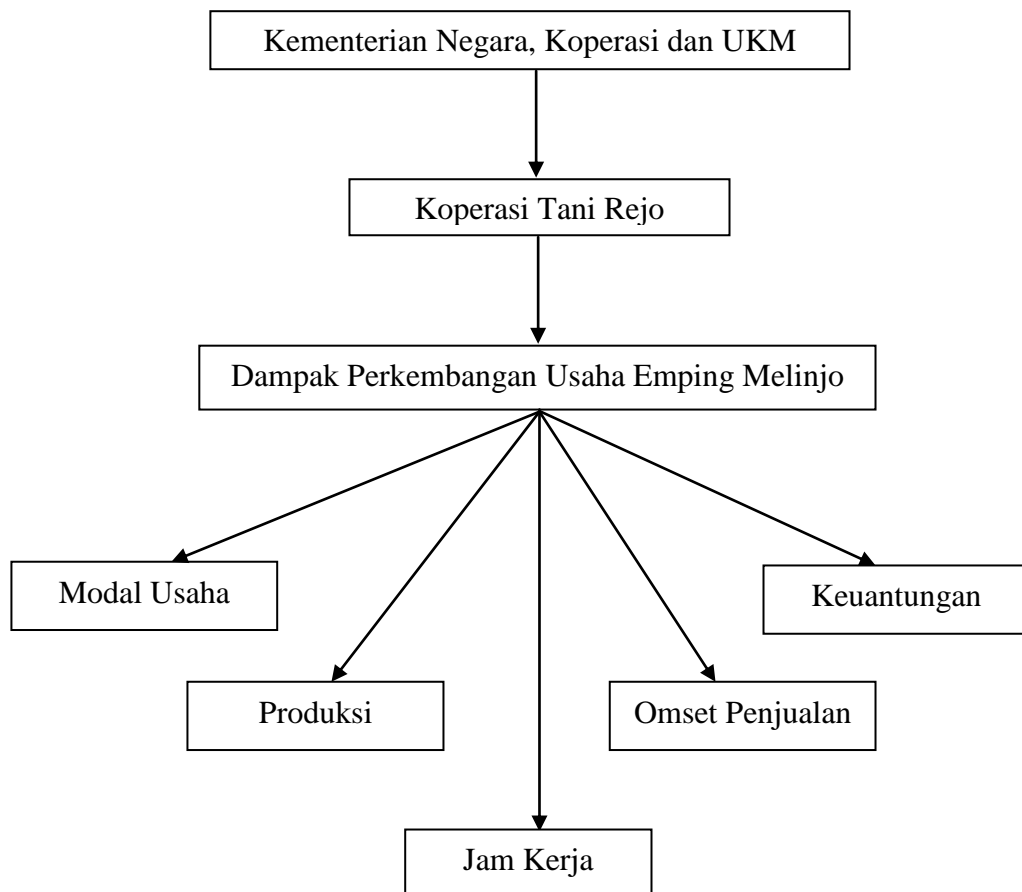 Kementerian Negara, Koperasi dan UKM
Koperasi Tani Rejo
Dampak Perkembangan Usaha Emping Melinjo
Modal Usaha
Keuantungan
Produksi
Omset Penjualan
Jam Kerja